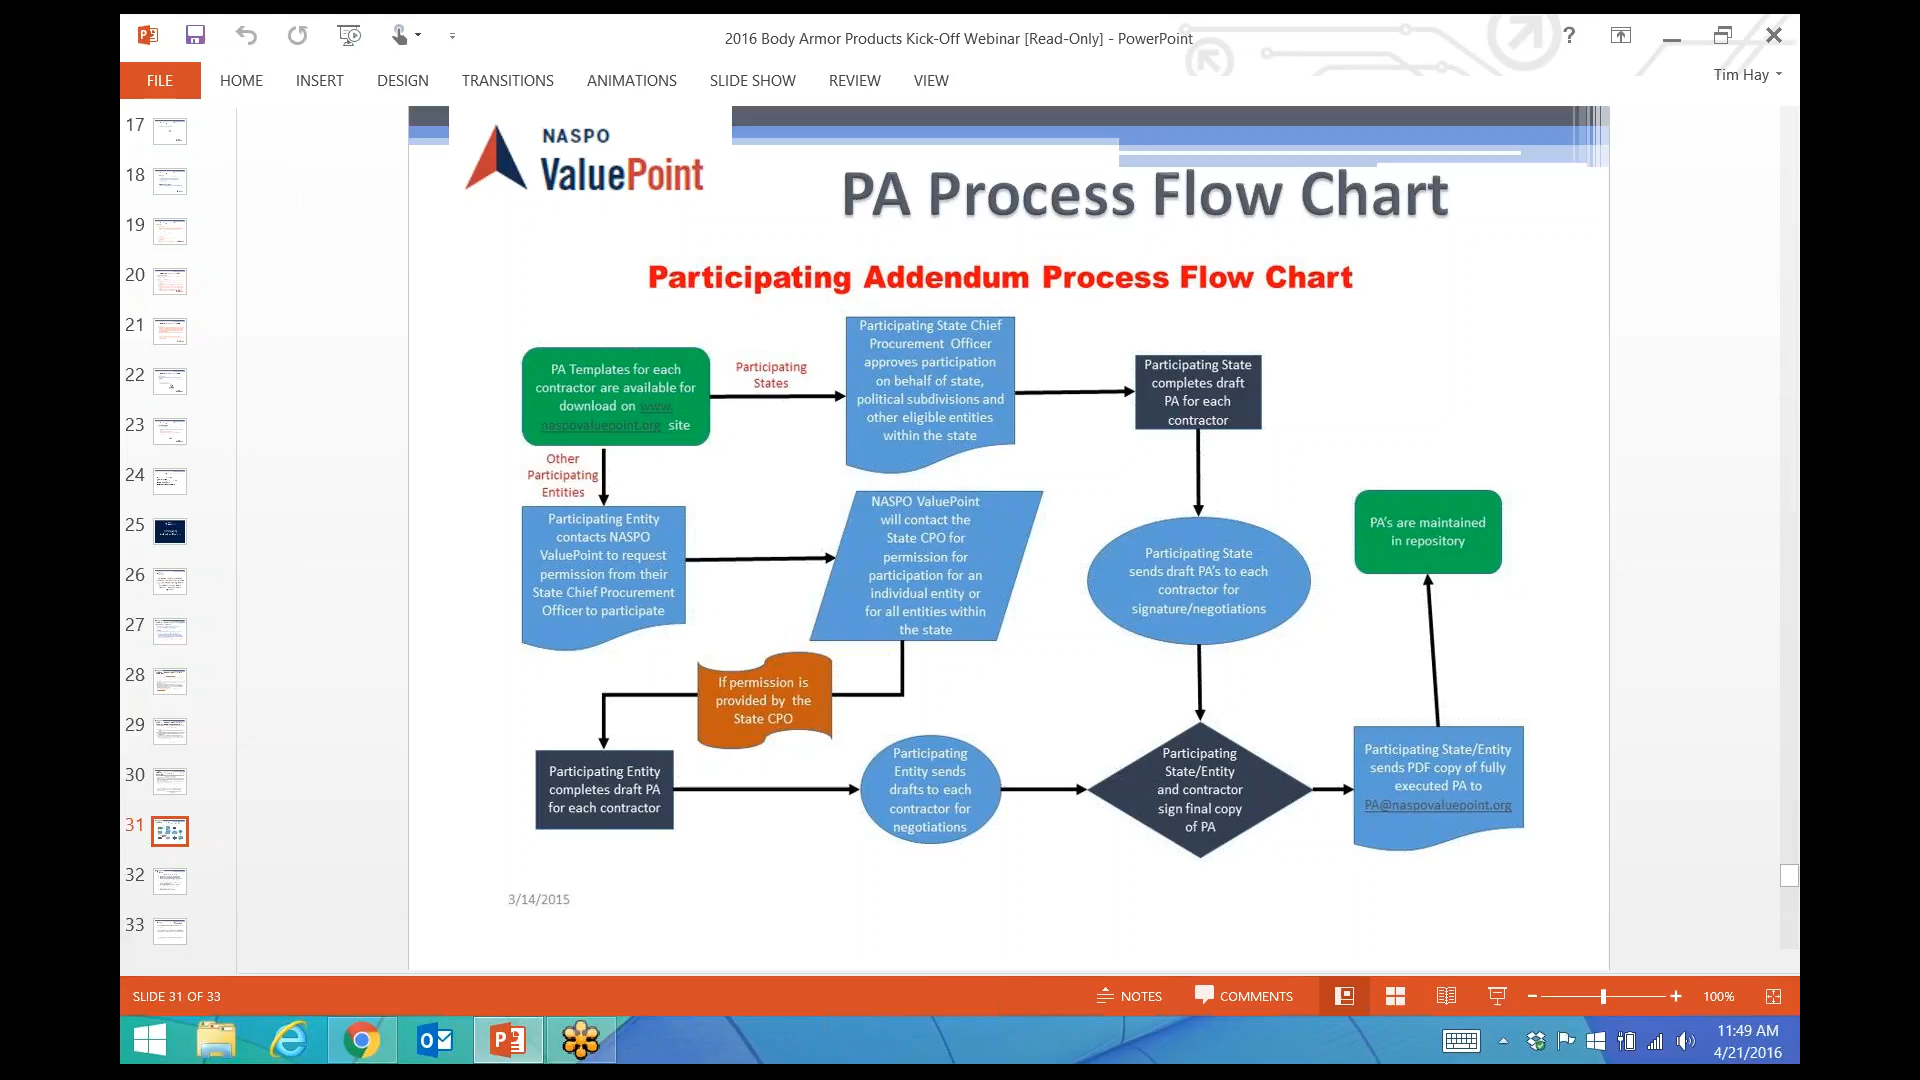 2016 Body Armor Products Kick-Off Webinar [Read-Only] - PowerPoint
?
FILE
HOME
INSERT
DESIGN
TRANSITIONS
ANIMATIONS
SLIDE SHOW
REVIEW
VIEW
Tim Hay
17
18
19
20
21
22
23
24
25
26
27
28
29
30
31
32
33
NASPO
ValuePoint
PA Process Flow Chart
Participating Addendum Process Flow Chart
PA Templates for each
contractor are available for
download on www.
naspovaluepoint.org site
Participating
States
Participating State Chief
Procurement Officer
approves participation
on behalf of state,
political subdivisions and
other eligible entities
within the state
Participating State
completes draft
PA for each
contractor
Other
Participating
Entities
Participating Entity
contacts NASPO
ValuePoint to request
permission from their
State Chief Procurement
Officer to participate
NASPO ValuePoint
will contact the
State CPO for
permission for
participation for an
individual entity or
for all entities within
the state
Participating State
sends draft PA's to each
contractor for
signature/negotiations
PA's are maintained
in repository
If permission is
provided by the
State CPO
Participating Entity
completes draft PA
for each contractor
Participating
Entity sends
drafts to each
contractor for
negotiations
Participating
State/Entity
and contractor
sign final copy
of PA
Participating State/Entity
sends PDF copy of fully
executed PA to
PA@naspovaluepoint.org
3/14/2015
SLIDE 31 OF 33
NOTES
COMMENTS
100%
11:49 AM
4/21/2016